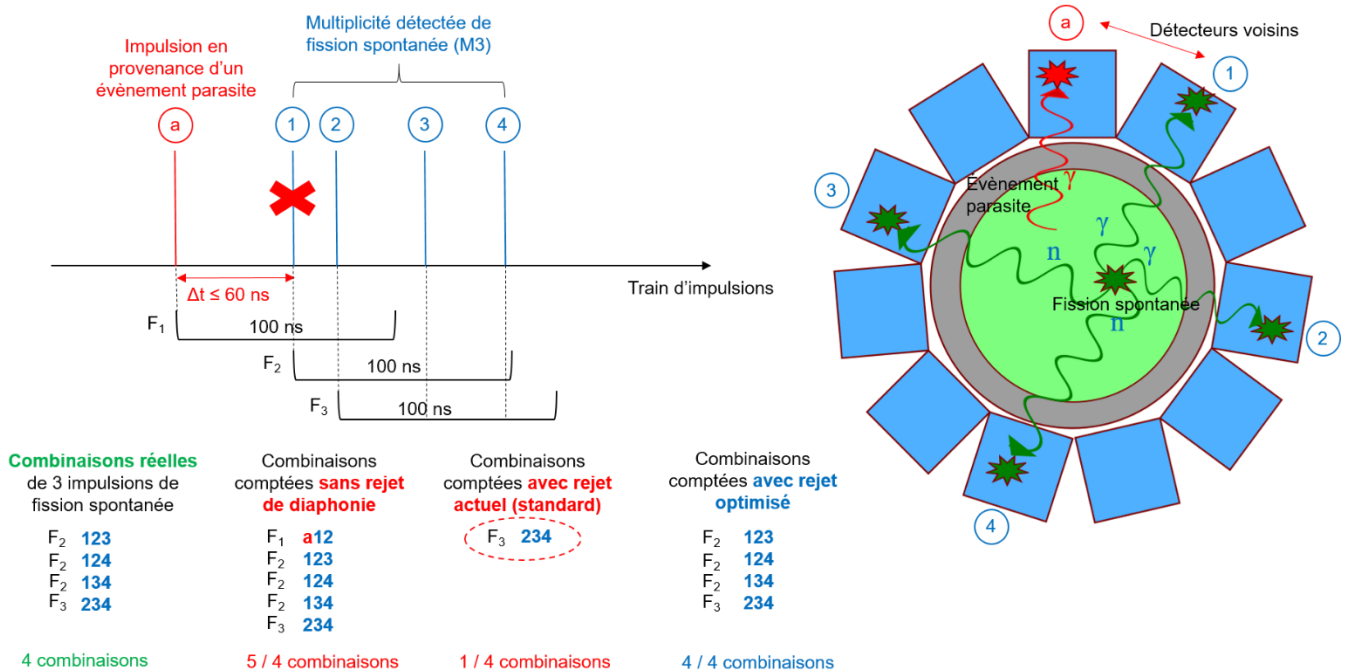 Impulsion en
provenance d’un
évènement parasite
Multiplicité détectée de
fission spontanée (M3)
a
1
2
3
4
Δt ≤ 60 ns
Train d’impulsions
F1
100 ns
F2
100 ns
F3
100 ns
a
Détecteurs voisins
1
3
Évènement
parasite
γ
γ
γ
n
Fission spontanée
n
2
4
Combinaisons réelles
de 3 impulsions de
fission spontanée
F2 123
F2 124
F2 134
F3 234
4 combinaisons
Combinaisons
comptées sans rejet
de diaphonie
F1 a12
F2 123
F2 124
F2 134
F3 234
5 / 4 combinaisons
Combinaisons
comptées avec rejet
actuel (standard)
F3 234
1 / 4 combinaisons
Combinaisons
comptées avec rejet
optimisé
F2 123
F2 124
F2 134
F3 234
4 / 4 combinaisons